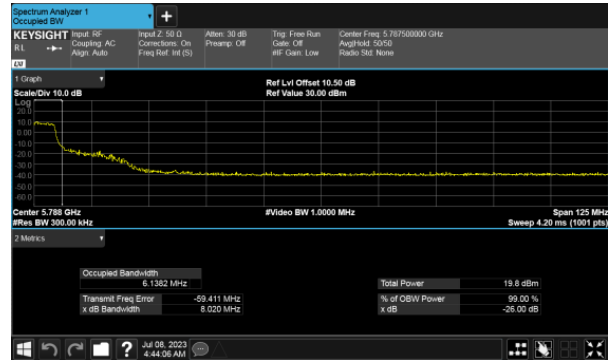 Spectrum Analyzer 1
Occupied BW
KEYSIGHT Input: RF Input Z: 50 Ω Atten: 30 dB Trig: Free Run Center Freq: 5.787500000 GHz
RL Coupling: AC Corrections: On Preamp: Off Gate: Off Avg|Hold: 50/50
Align: Auto Freq Ref: Int (S) #IF Gain: Low Radio Std: None
LXI
1 Graph
Ref Lvl Offset 10.50 dB
Scale/Div 10.0 dB Ref Value 30.00 dBm
Log
20.0
10.0
0.00
-10.0
-20.0
-30.0
-40.0
-50.0
-60.0
Center 5.788 GHz #Video BW 1.0000 MHz Span 125 MHz
#Res BW 300.00 kHz Sweep 4.20 ms (1001 pts)
2 Metrics
Occupied Bandwidth
6.1382 MHz Total Power 19.8 dBm
Transmit Freq Error -59.411 MHz % of OBW Power 99.00 %
x dB Bandwidth 8.020 MHz x dB -26.00 dB
Jul 08, 2023
4:44:06 AM